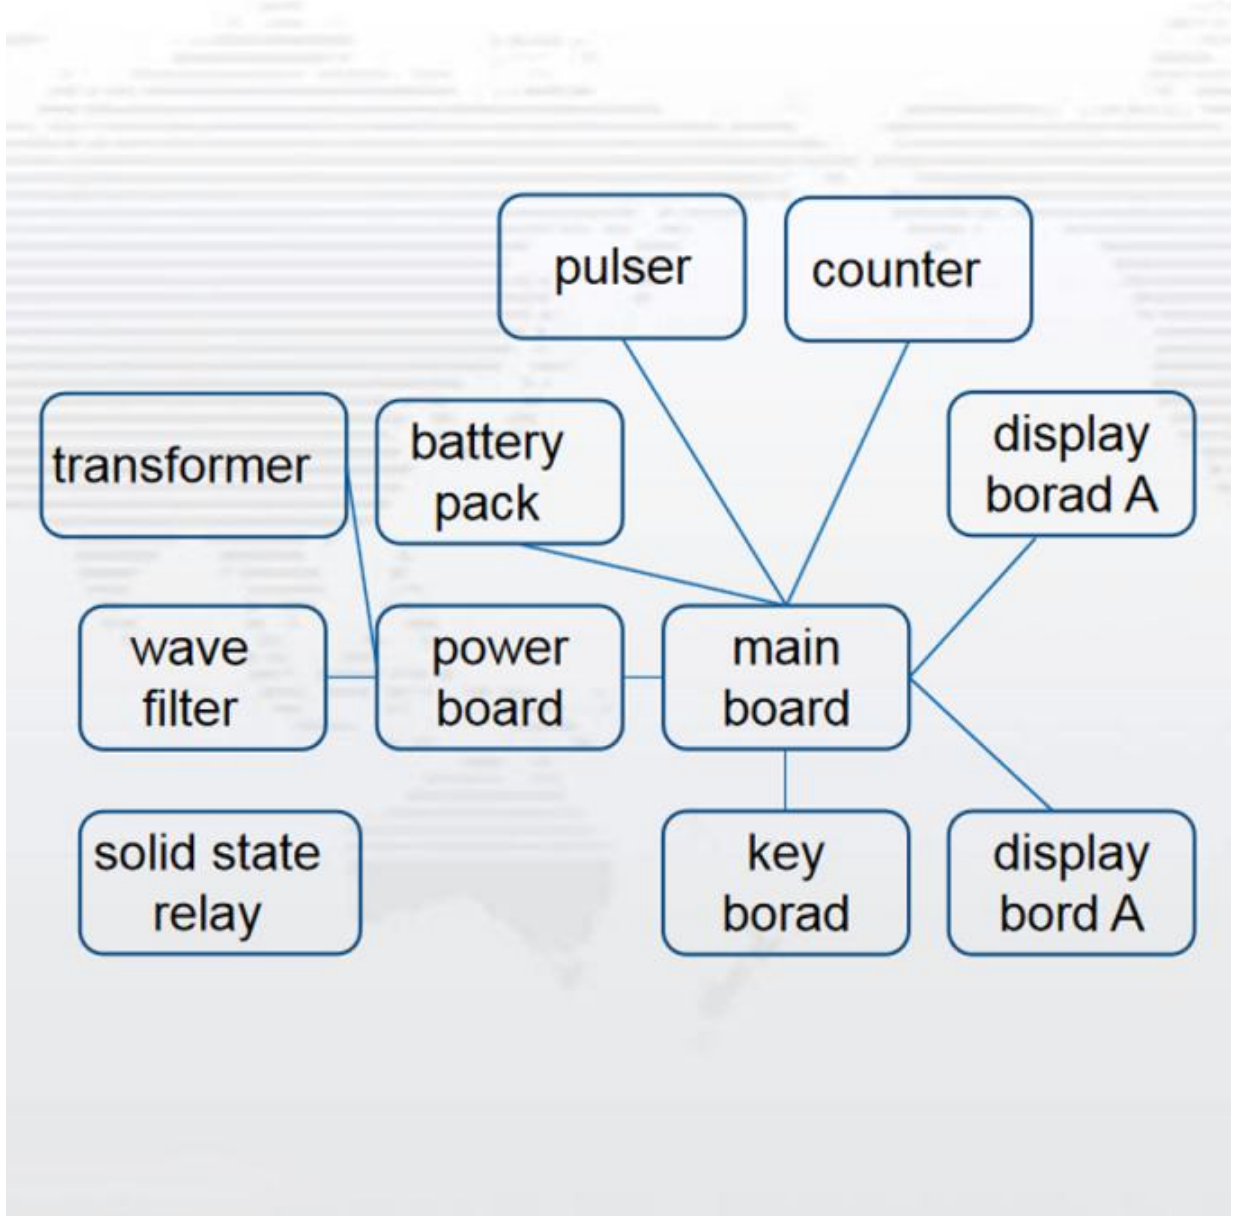 pulser
counter
transformer
battery
pack
display
borad A
wave
filter
power
board
main
board
solid state
relay
key
borad
display
bord A